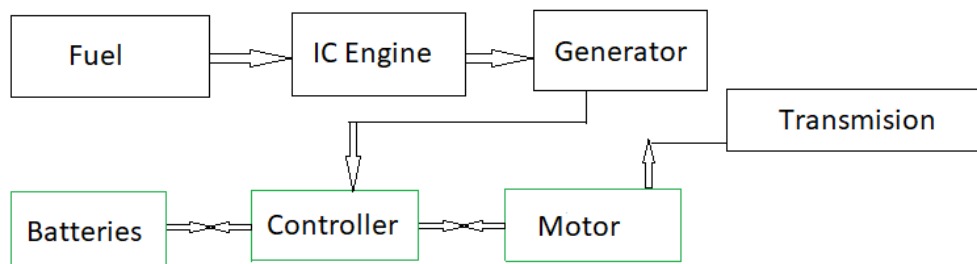 Fuel
IC Engine
Generator
Transmision
Batteries
Controller
Motor